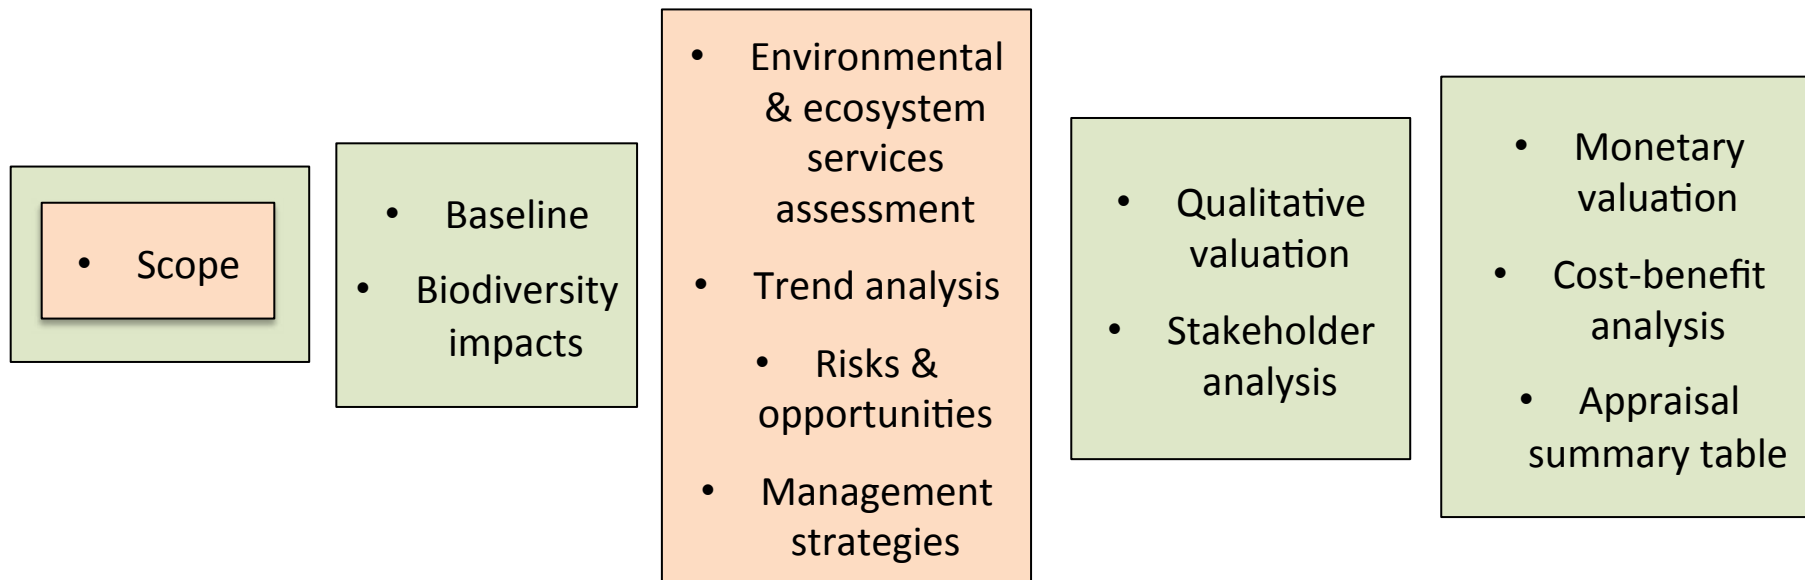 • Scope
• Baseline
• Biodiversity
impacts
• Environmental
& ecosystem
services
assessment
• Trend analysis
• Risks &
opportunities
• Management
strategies
• Qualitative
valuation
• Stakeholder
analysis
• Monetary
valuation
• Cost-benefit
analysis
• Appraisal
summary table